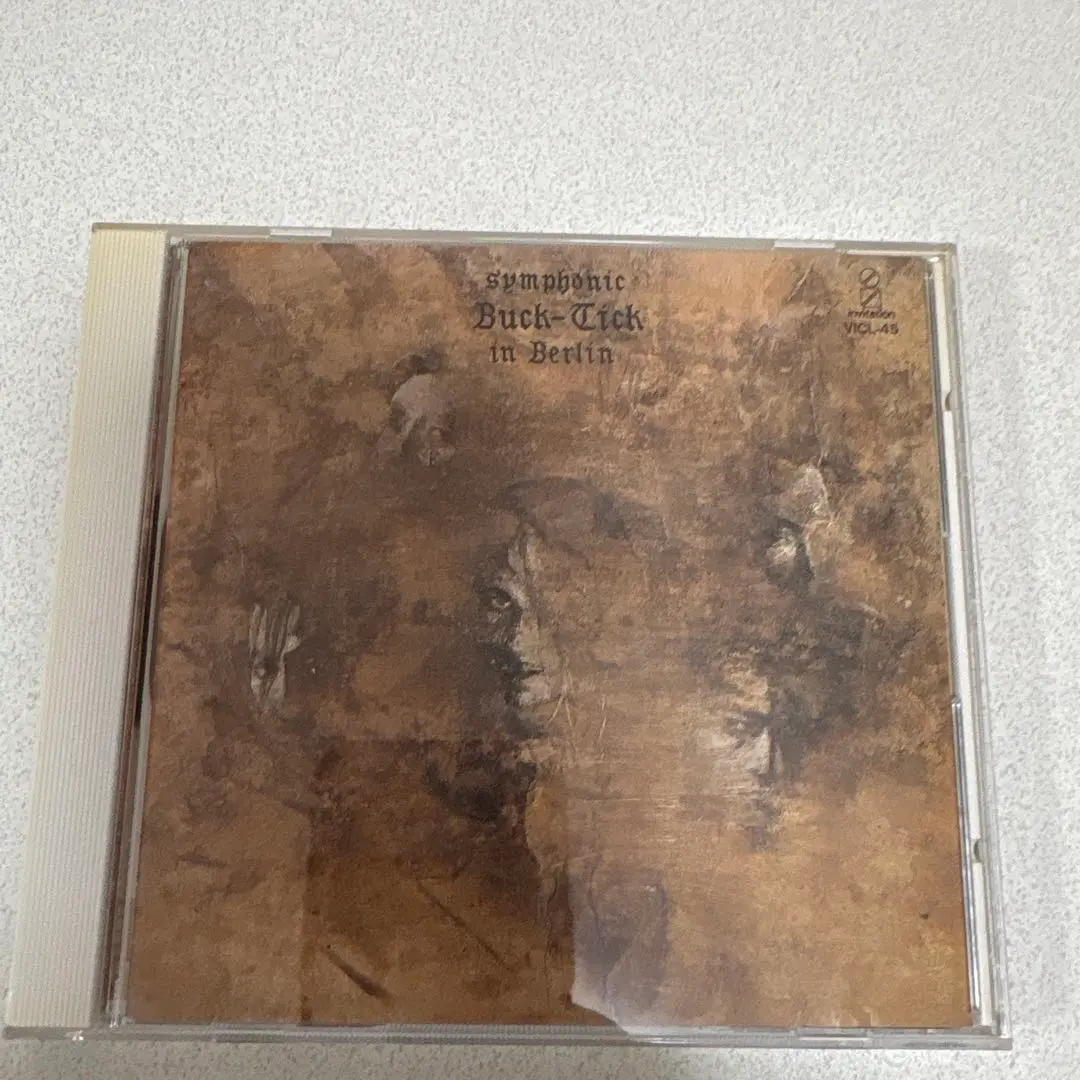 symphonic
Buck-Tick
in Berlin
invitation
VICL-45